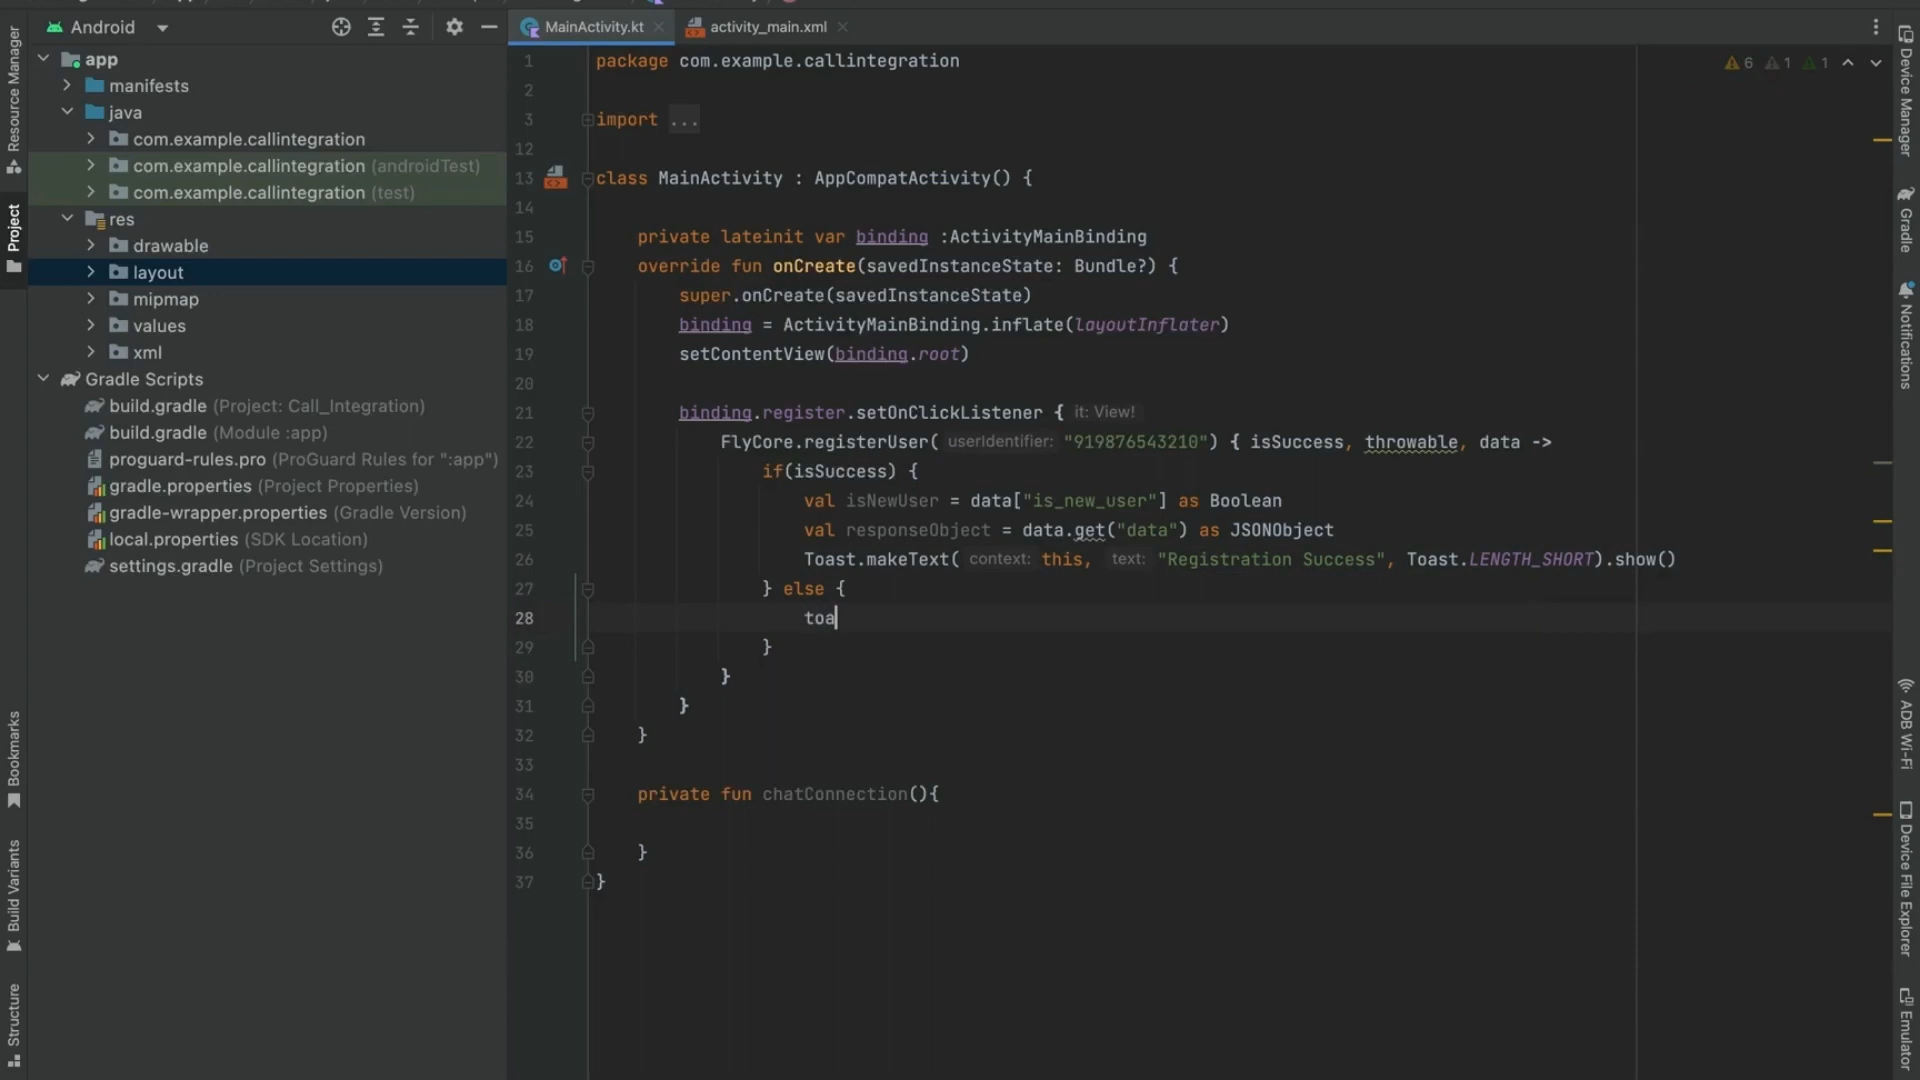 Android
MainActivity.kt
activity_main.xml
app
manifests
java
com.example.callintegration
com.example.callintegration (androidTest)
com.example.callintegration (test)
res
drawable
layout
mipmap
values
xml
Gradle Scripts
build.gradle (Project: Call_Integration)
build.gradle (Module :app)
proguard-rules.pro (ProGuard Rules for ":app")
gradle.properties (Project Properties)
gradle-wrapper.properties (Gradle Version)
local.properties (SDK Location)
settings.gradle (Project Settings)
Resource Manager
Project
Bookmarks
Build Variants
Structure
1 package com.example.callintegration
2
3 import ...
12
13 class MainActivity : AppCompatActivity() {
14
15 private lateinit var binding :ActivityMainBinding
16 override fun onCreate(savedInstanceState: Bundle?) {
17 super.onCreate(savedInstanceState)
18 binding = ActivityMainBinding.inflate(layoutInflater)
19 setContentView(binding.root)
20
21 binding.register.setOnClickListener { it: View!
22 FlyCore.registerUser( userIdentifier: "919876543210") { isSuccess, throwable, data ->
23 if(isSuccess) {
24 val isNewUser = data["is_new_user"] as Boolean
25 val responseObject = data.get("data") as JSONObject
26 Toast.makeText( context: this, text: "Registration Success", Toast.LENGTH_SHORT).show()
27 } else {
28 toa
29 }
30 }
31 }
32 }
33
34 private fun chatConnection(){
35
36 }
37 }
6 1 1
Device Manager
Gradle
Notifications
ADB Wi-Fi
Device File Explorer
Emulator